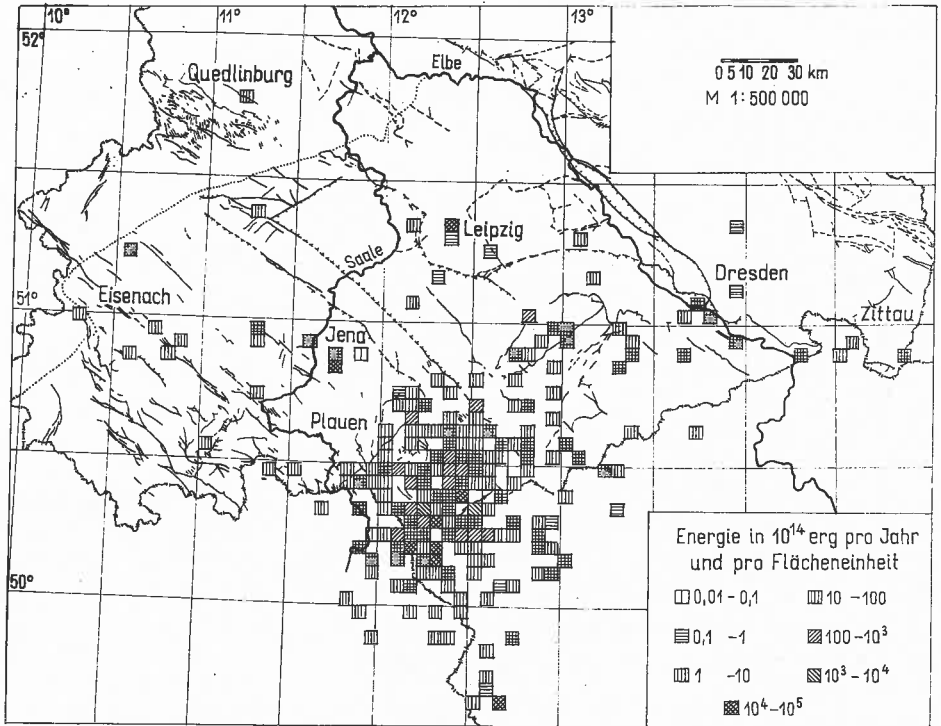 10° 11° 12° 13°
52°
Elbe
Quedlinburg
0 5 10 20 30 km
M 1:500 000
Leipzig
Saale
Dresden
51°
Eisenach
Zittau
Jena
Plauen
50°
Energie in 10¹⁴ erg pro Jahr
und pro Flächeneinheit
0,01 - 0,1
10 - 100
0,1 - 1
100 - 10³
1 - 10
10³ - 10⁴
10⁴ - 10⁵